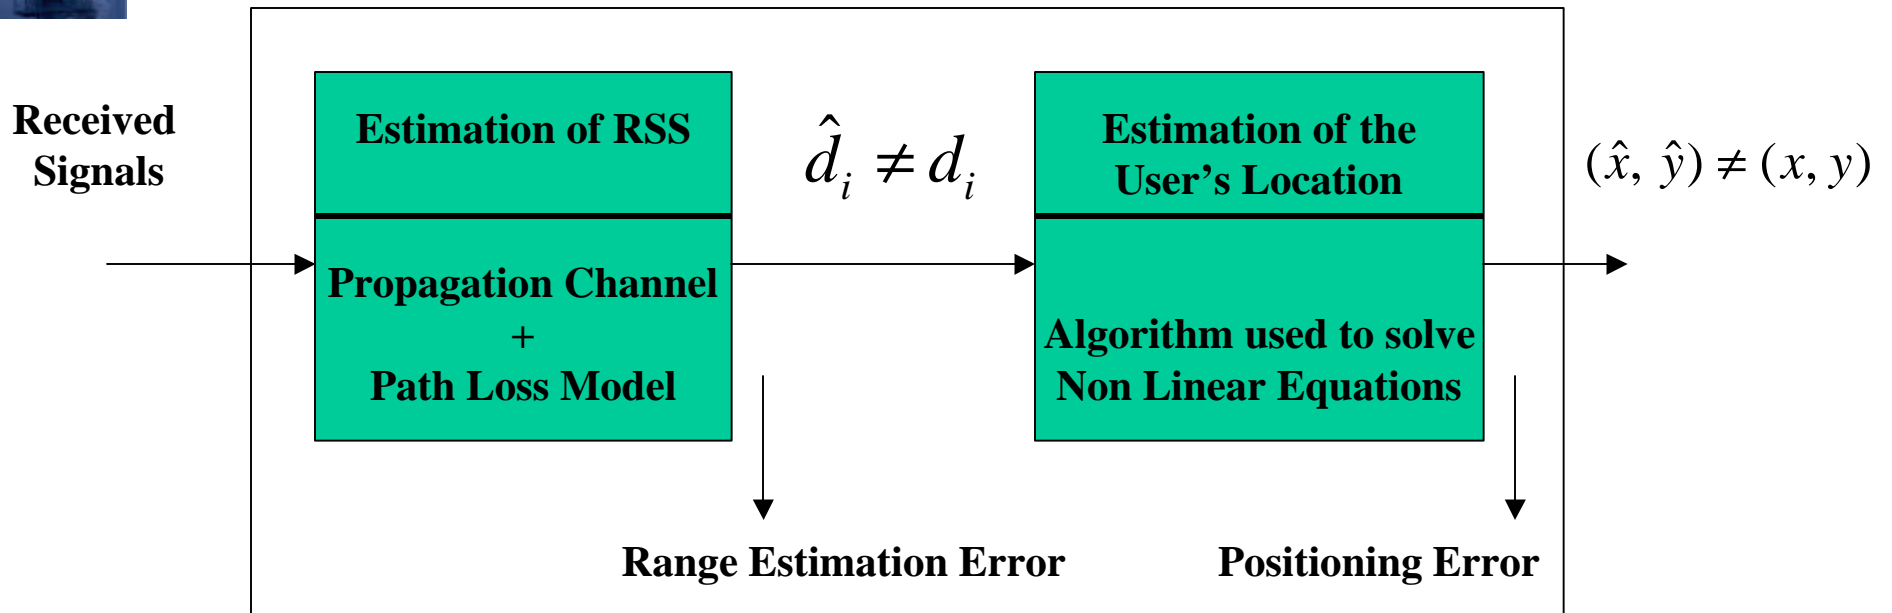 Received
Signals
Estimation of RSS
Propagation Channel
+
Path Loss Model
d̂ᵢ ≠ dᵢ
Estimation of the
User’s Location
Algorithm used to solve
Non Linear Equations
(x̂, ŷ) ≠ (x, y)
Range Estimation Error
Positioning Error